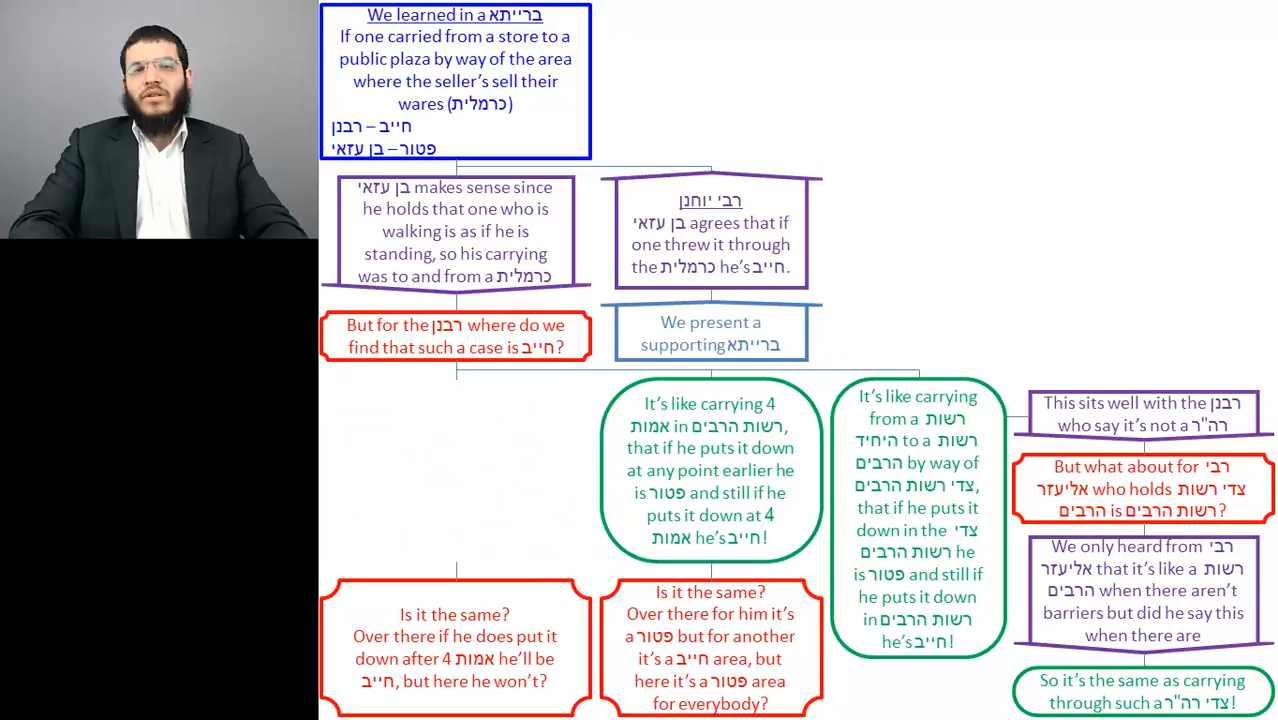 We learned in a ברייתא
If one carried from a store to a
public plaza by way of the area
where the seller's sell their
wares (כרמלית)
חייב – רבנן
פטור – בן עזאי
בן עזאי makes sense since
he holds that one who is
walking is as if he is
standing, so his carrying
was to and from a כרמלית
רבי יוחנן
בן עזאי agrees that if
one threw it through
the כרמלית he's חייב.
But for the רבנן where do we
find that such a case is חייב?
We present a
supporting ברייתא
It's like carrying 4
אמות in רשות הרבים,
that if he puts it down
at any point earlier he
is פטור and still if he
puts it down at 4
אמות he's חייב!
It's like carrying
from a רשות
היחיד to a רשות
הרבים by way of
צדי רשות הרבים,
that if he puts it
down in the צדי
רשות הרבים he
is פטור and still if
he puts it down
in רשות הרבים
he's חייב!
This sits well with the רבנן
who say it's not a רה"ר
But what about for רבי
אליעזר who holds צדי רשות
הרבים is רשות הרבים?
We only heard from רבי
אליעזר that it's like a רשות
הרבים when there aren't
barriers but did he say this
when there are
So it's the same as carrying
through such a צדי רה"ר!
Is it the same?
Over there if he does put it
down after 4 אמות he'll be
חייב, but here he won't?
Is it the same?
Over there for him it's
a פטור but for another
it's a חייב area, but
here it's a פטור area
for everybody?